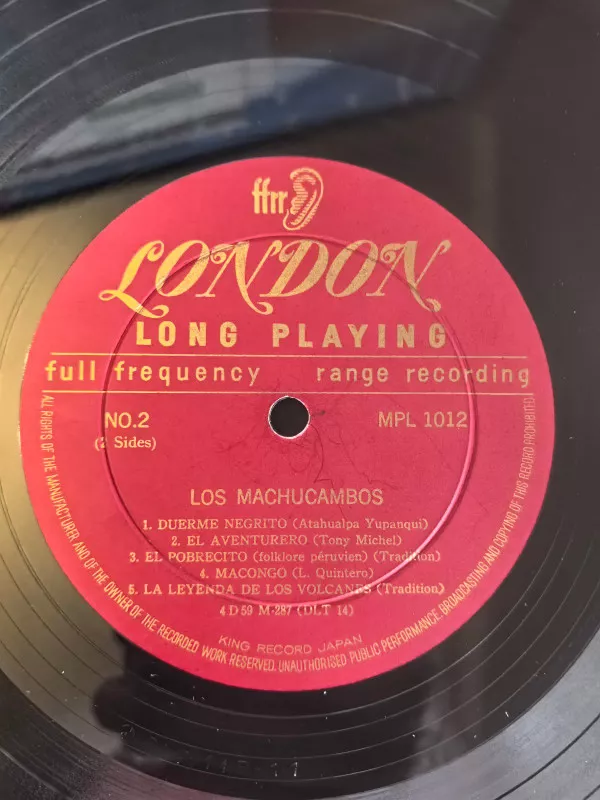 ffrr
LONDON
LONG PLAYING
full frequency range recording
NO.2 MPL 1012
(2 Sides)
LOS MACHUCAMBOS
1. DUERME NEGRITO (Atahualpa Yupanqui)
2. EL AVENTURERO (Tony Michel)
3. EL POBRECITO (folklore péruvien) (Tradition)
4. MACONGO (L. Quintero)
5. LA LEYENDA DE LOS VOLCANES (Tradition)
4 D 59 M-287 (DLT 14)
KING RECORD JAPAN
ALL RIGHTS OF THE MANUFACTURER AND OF THE OWNER OF THE RECORDED WORK RESERVED. UNAUTHORISED PUBLIC PERFORMANCE, BROADCASTING AND COPYING OF THIS RECORD PROHIBITED